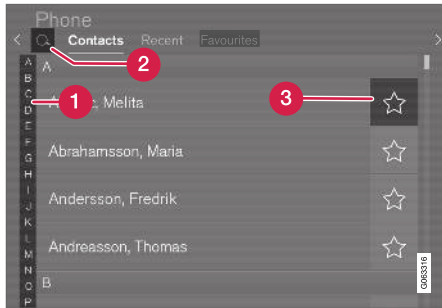 Phone
Contacts Recent Favourites
2
A
B
C
D
E
F
G
H
I
J
K
L
M
N
O
P
A
1
Melita
3
Abrahamsson, Maria
Andersson, Fredrik
Andreasson, Thomas
B
G063316